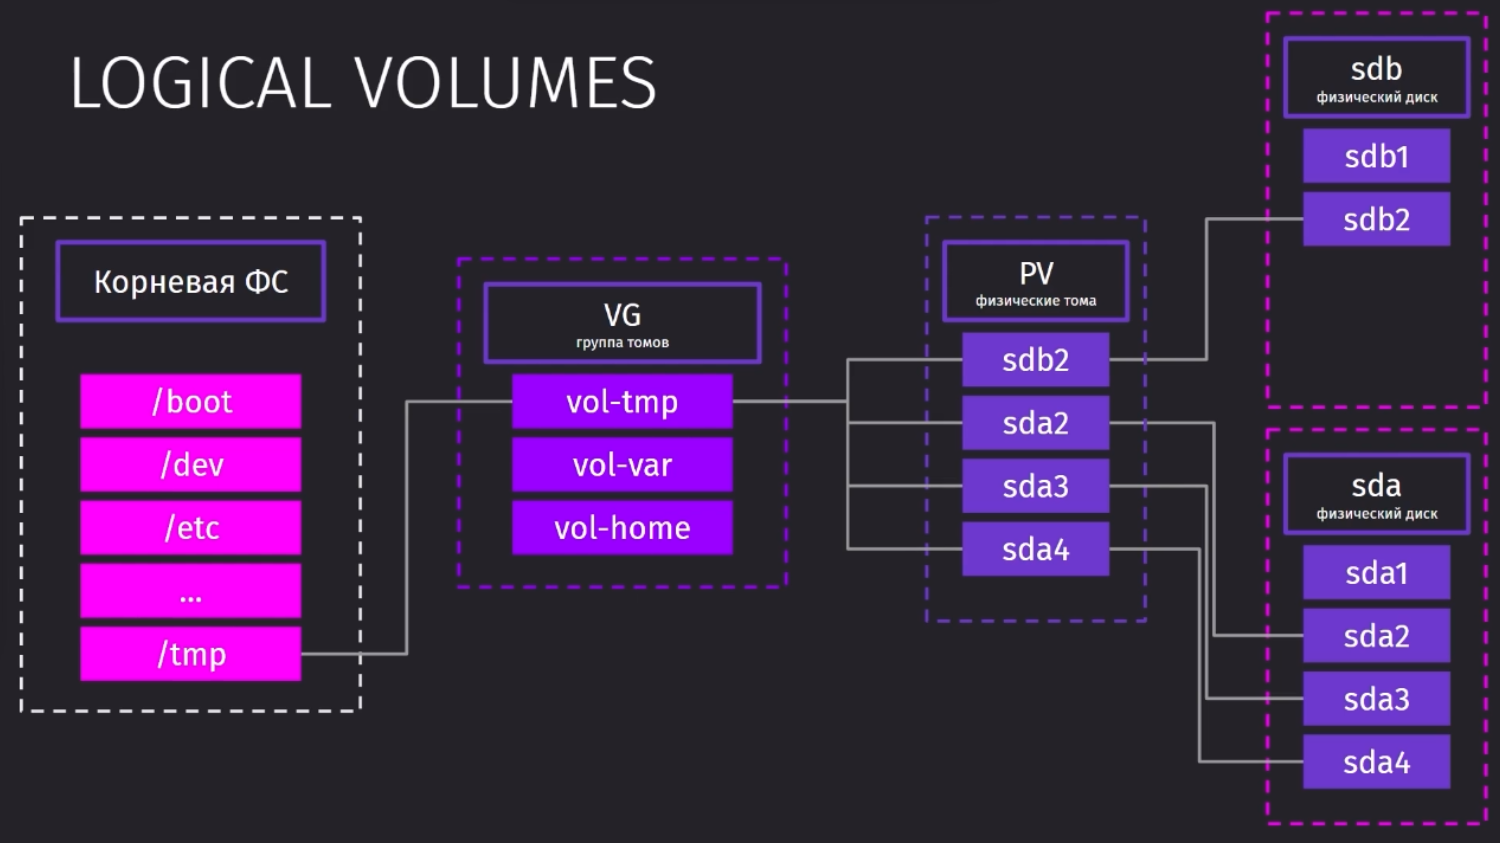 LOGICAL VOLUMES
Корневая ФС
/boot
/dev
/etc
...
/tmp
VG
группа томов
vol-tmp
vol-var
vol-home
PV
физические тома
sdb2
sda2
sda3
sda4
sdb
физический диск
sdb1
sdb2
sda
физический диск
sda1
sda2
sda3
sda4